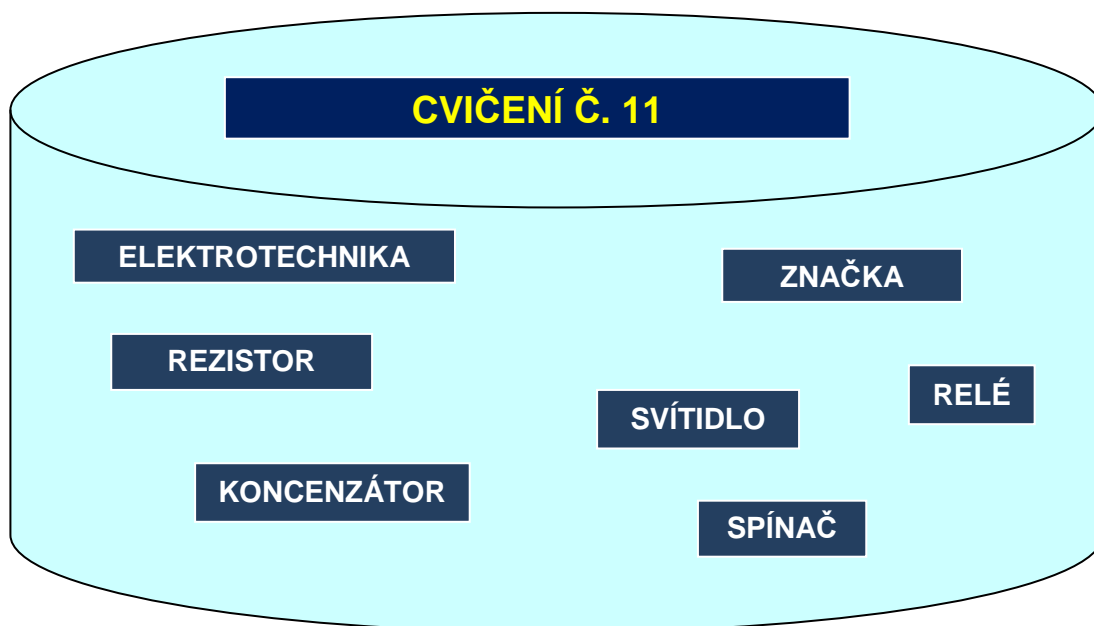 CVIČENÍ Č. 11
ELEKTROTECHNIKA
ZNAČKA
REZISTOR
RELÉ
SVÍTIDLO
KONCENZÁTOR
SPÍNAČ